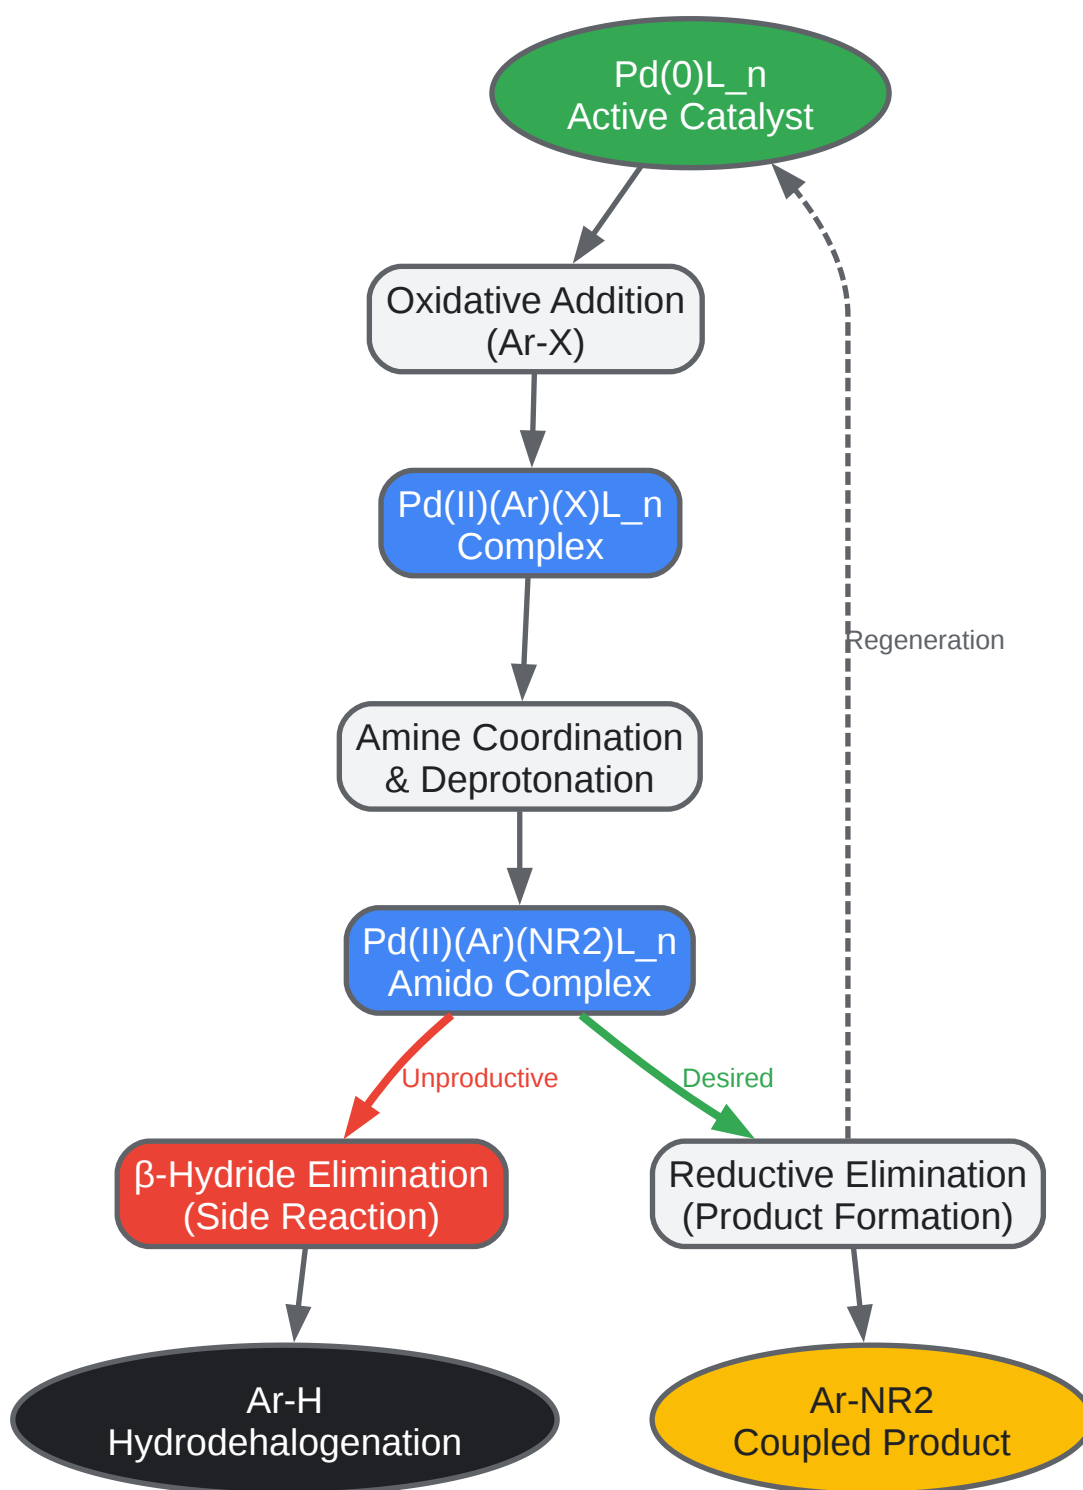 Pd(0)L_n
Active Catalyst
Oxidative Addition
(Ar-X)
Pd(II)(Ar)(X)L_n
Complex
Regeneration
Amine Coordination
& Deprotonation
Pd(II)(Ar)(NR2)L_n
Amido Complex
Unproductive
Desired
β-Hydride Elimination
(Side Reaction)
Reductive Elimination
(Product Formation)
Ar-H
Hydrodehalogenation
Ar-NR2
Coupled Product